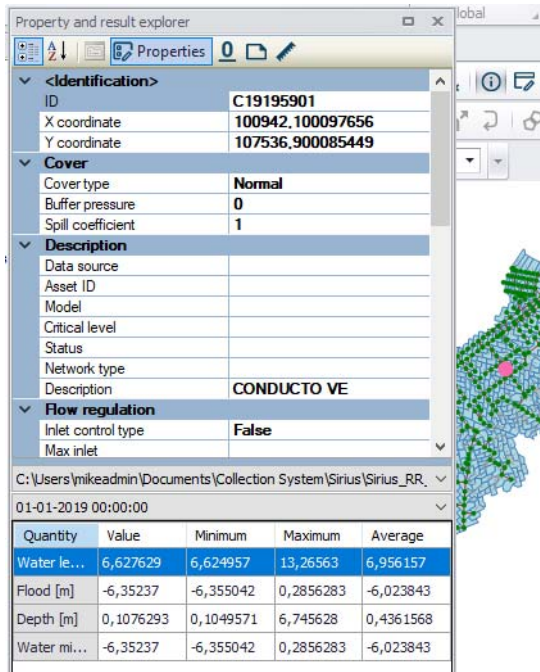 Property and result explorer
lobal
Properties
<Identification>
ID C19195901
X coordinate 100942,100097656
Y coordinate 107536,900085449
Cover
Cover type Normal
Buffer pressure 0
Spill coefficient 1
Description
Data source
Asset ID
Model
Critical level
Status
Network type
Description CONDUCTO VE
Flow regulation
Inlet control type False
Max inlet
C:\Users\mikeadmin\Documents\Collection System\Sirius\Sirius_RR_
01-01-2019 00:00:00
Quantity Value Minimum Maximum Average
Water le... 6,627629 6,624957 13,26563 6,956157
Flood [m] -6,35237 -6,355042 0,2856283 -6,023843
Depth [m] 0,1076293 0,1049571 6,745628 0,4361568
Water mi... -6,35237 -6,355042 0,2856283 -6,023843